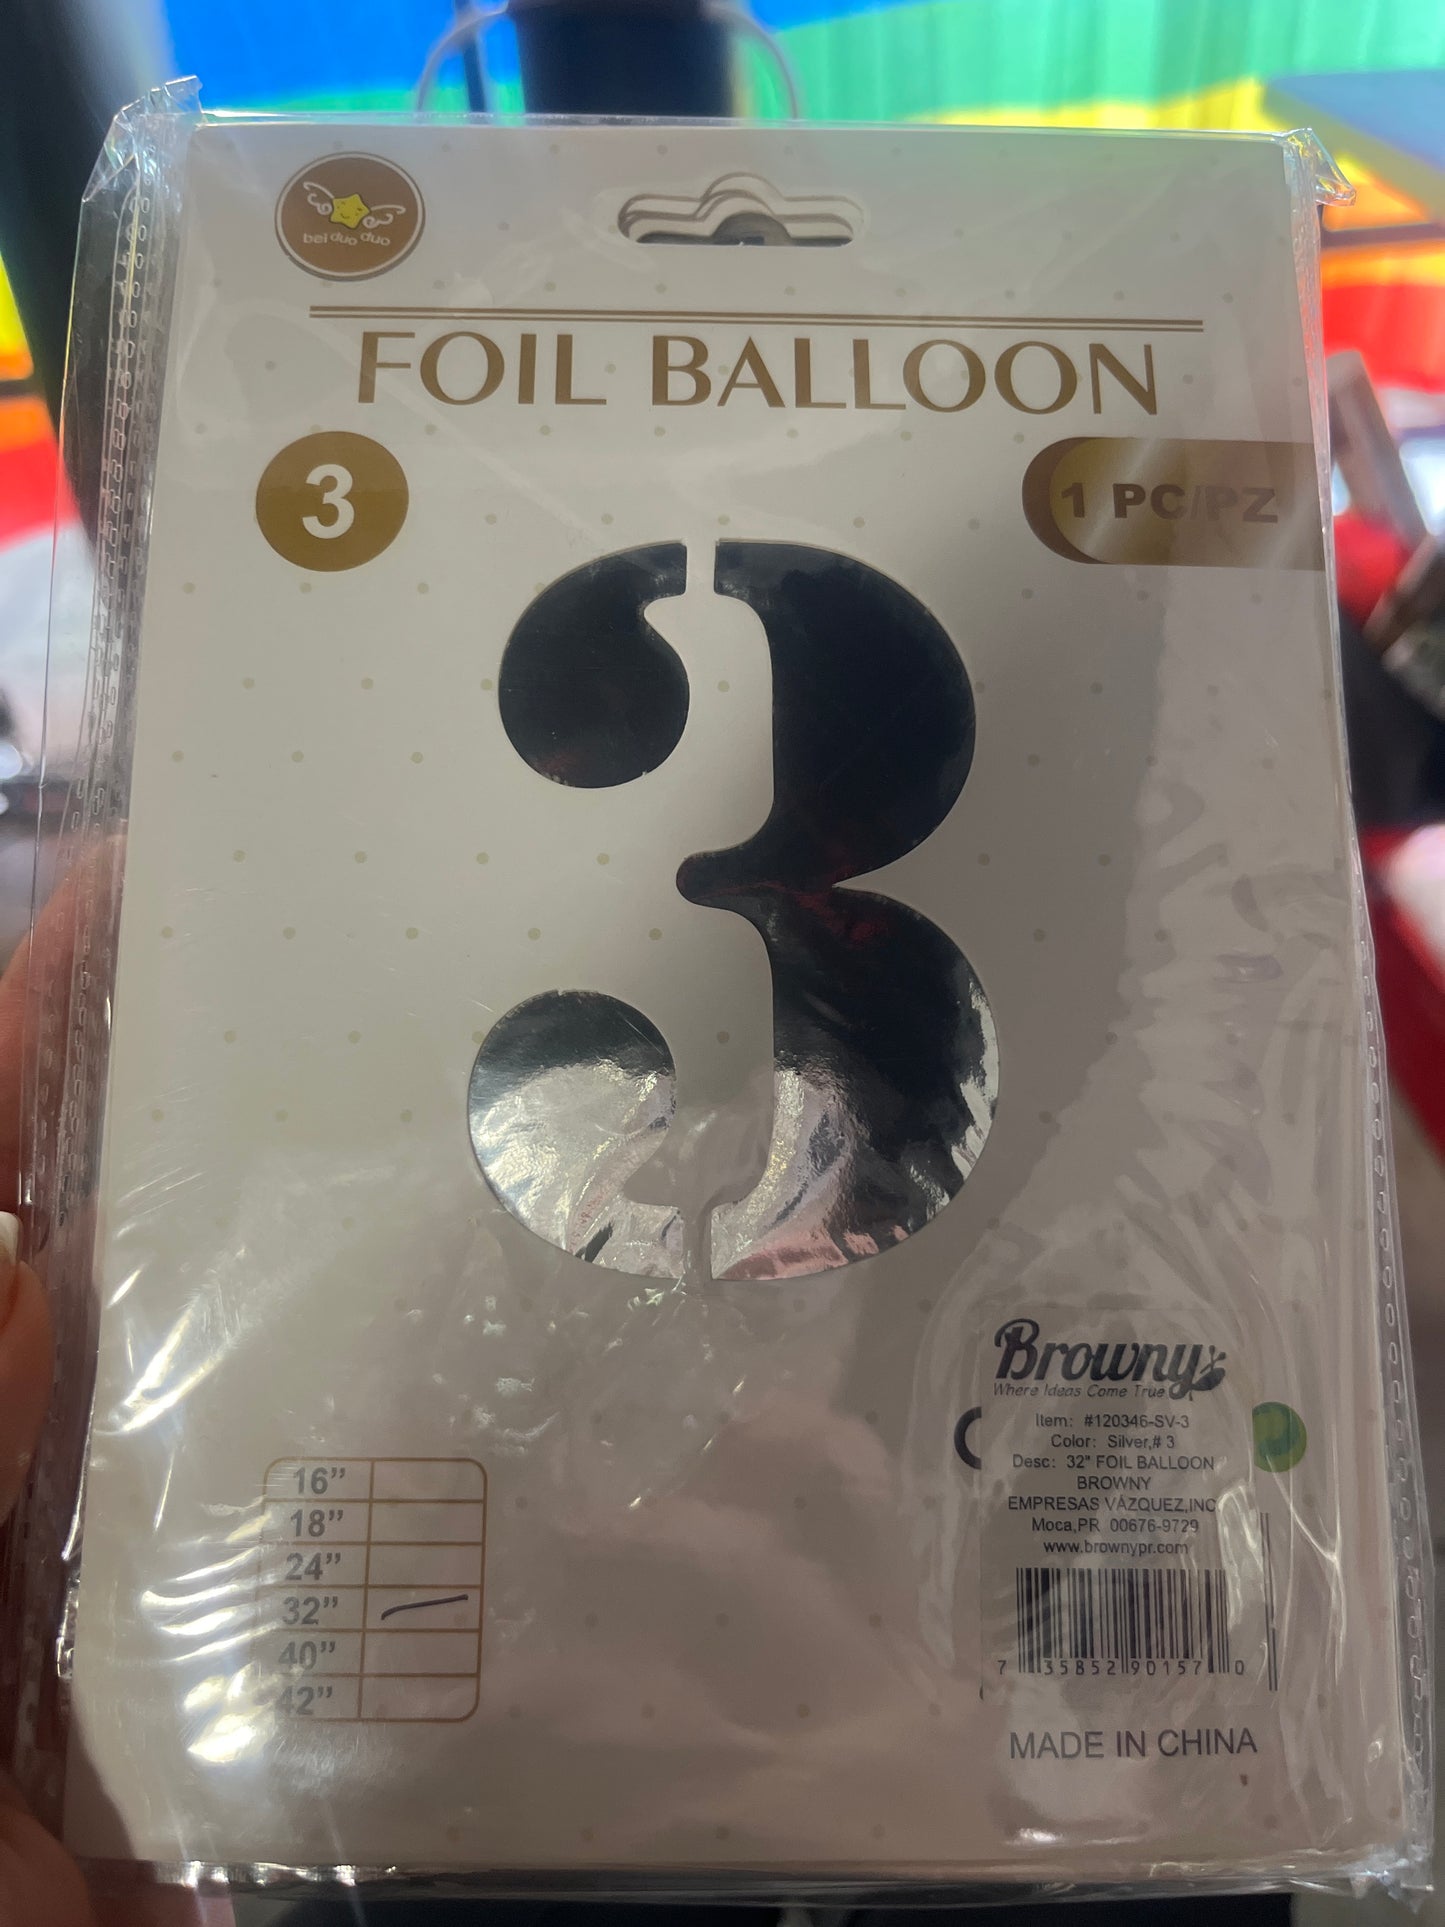 bei duo duo
FOIL BALLOON
3
1 PC/PZ
3
Browny
Where Ideas Come True
Item: #120346-SV-3
Color: Silver,# 3
Desc: 32" FOIL BALLOON
BROWNY
EMPRESAS VÁZQUEZ,INC
Moca,PR 00676-9729
www.brownypr.com
7 35852 90157 0
16”
18”
24”
32”
40”
42”
MADE IN CHINA